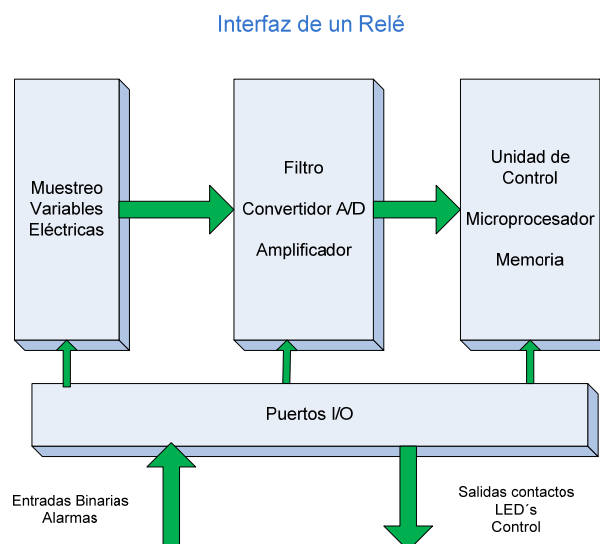 Interfaz de un Relé
Muestreo
Variables
Eléctricas
Filtro
Convertidor A/D
Amplificador
Unidad de
Control
Microprocesador
Memoria
Puertos I/O
Entradas Binarias
Alarmas
Salidas contactos
LED´s
Control